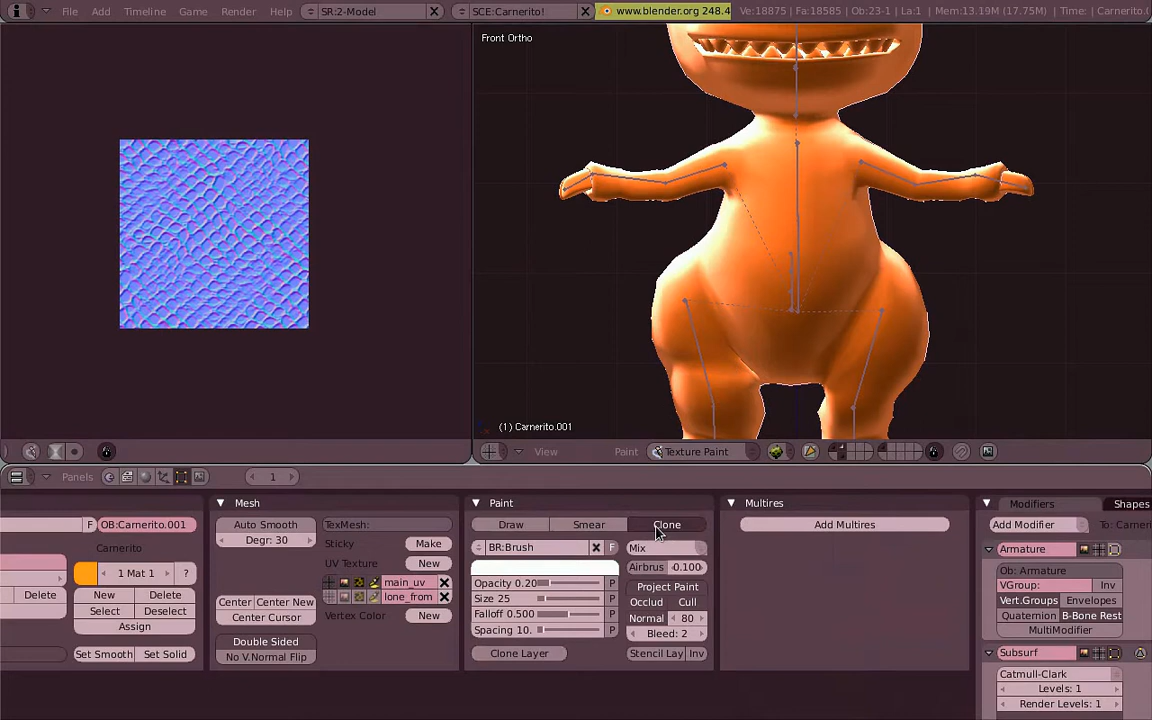 File Add Timeline Game Render Help SR:2-Model SCE:Carnerito! www.blender.org 248.4 Ve:18875 | Fa:18585 | Ob:23-1 | La:1 | Mem:13.19M (17.75M) | Time: | Carnerito.0
Front Ortho
(1) Carnerito.001
View Paint Texture Paint
Panels 1
Mesh Paint Multires Modifiers Shapes
F OB:Carnerito.001 Auto Smooth TexMesh: Draw Smear Clone Add Multires Add Modifier To: Carneri
Degr: 30
Carnerito Sticky Make BR:Brush F Mix Armature
1 Mat 1 ? UV Texture New Airbrus 0.100 Ob: Armature
main_uv Opacity 0.20 P Project Paint VGroup: Inv
Delete New Delete Center Center New lone_from Size 25 P Occlud Cull Vert.Groups Envelopes
Select Deselect Center Cursor Vertex Color New Falloff 0.500 P Normal 80 Quaternion B-Bone Rest
Assign Spacing 10. P Bleed: 2 MultiModifier
Double Sided
Set Smooth Set Solid No V.Normal Flip Clone Layer Stencil Lay Inv Subsurf
Catmull-Clark
Levels: 1
Render Levels: 1